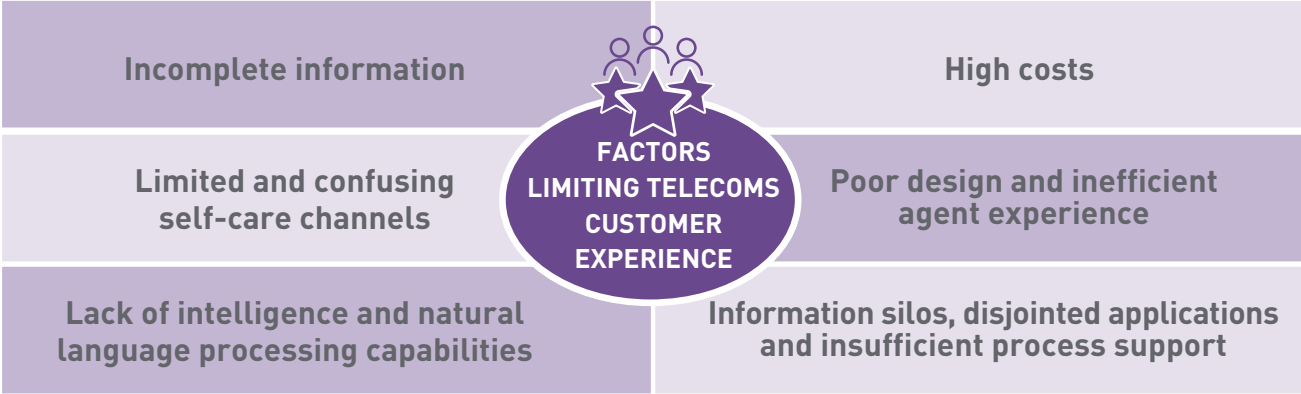 Incomplete information
High costs
FACTORS
LIMITING TELECOMS
CUSTOMER
EXPERIENCE
Limited and confusing
self-care channels
Poor design and inefficient
agent experience
Lack of intelligence and natural
language processing capabilities
Information silos, disjointed applications
and insufficient process support